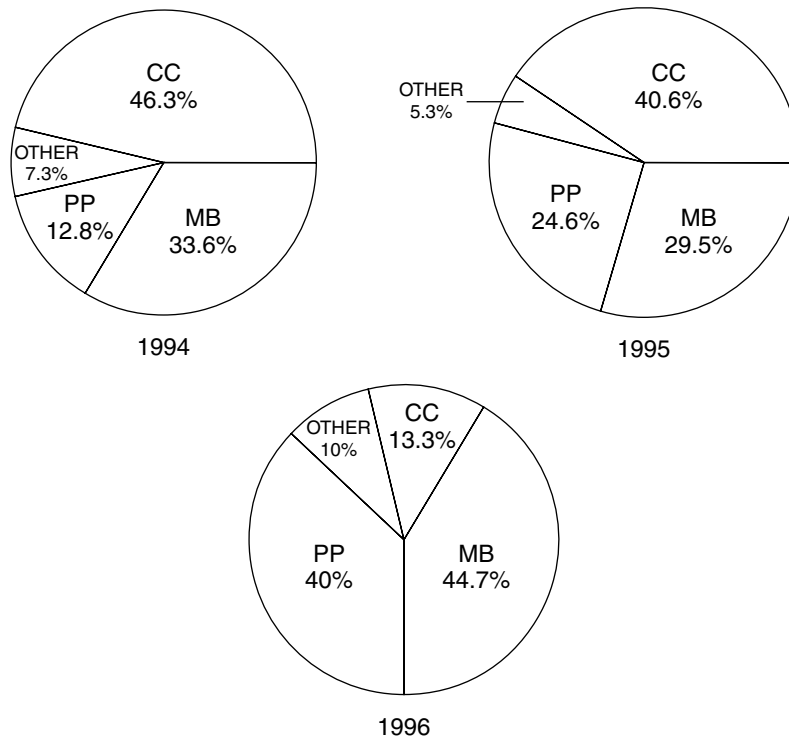 CC
46.3%
OTHER
7.3%
PP
12.8%
MB
33.6%
1994
CC
40.6%
OTHER
5.3%
PP
24.6%
MB
29.5%
1995
OTHER
10%
CC
13.3%
PP
40%
MB
44.7%
1996